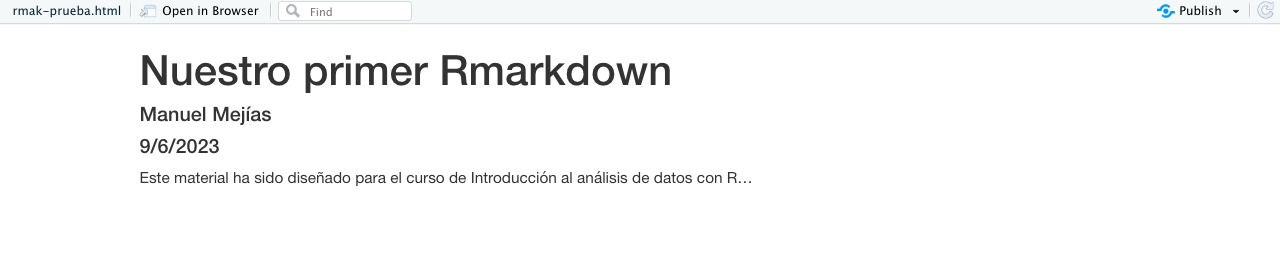 rmak-prueba.html Open in Browser Find Publish
Nuestro primer Rmarkdown
Manuel Mejías
9/6/2023
Este material ha sido diseñado para el curso de Introducción al análisis de datos con R…